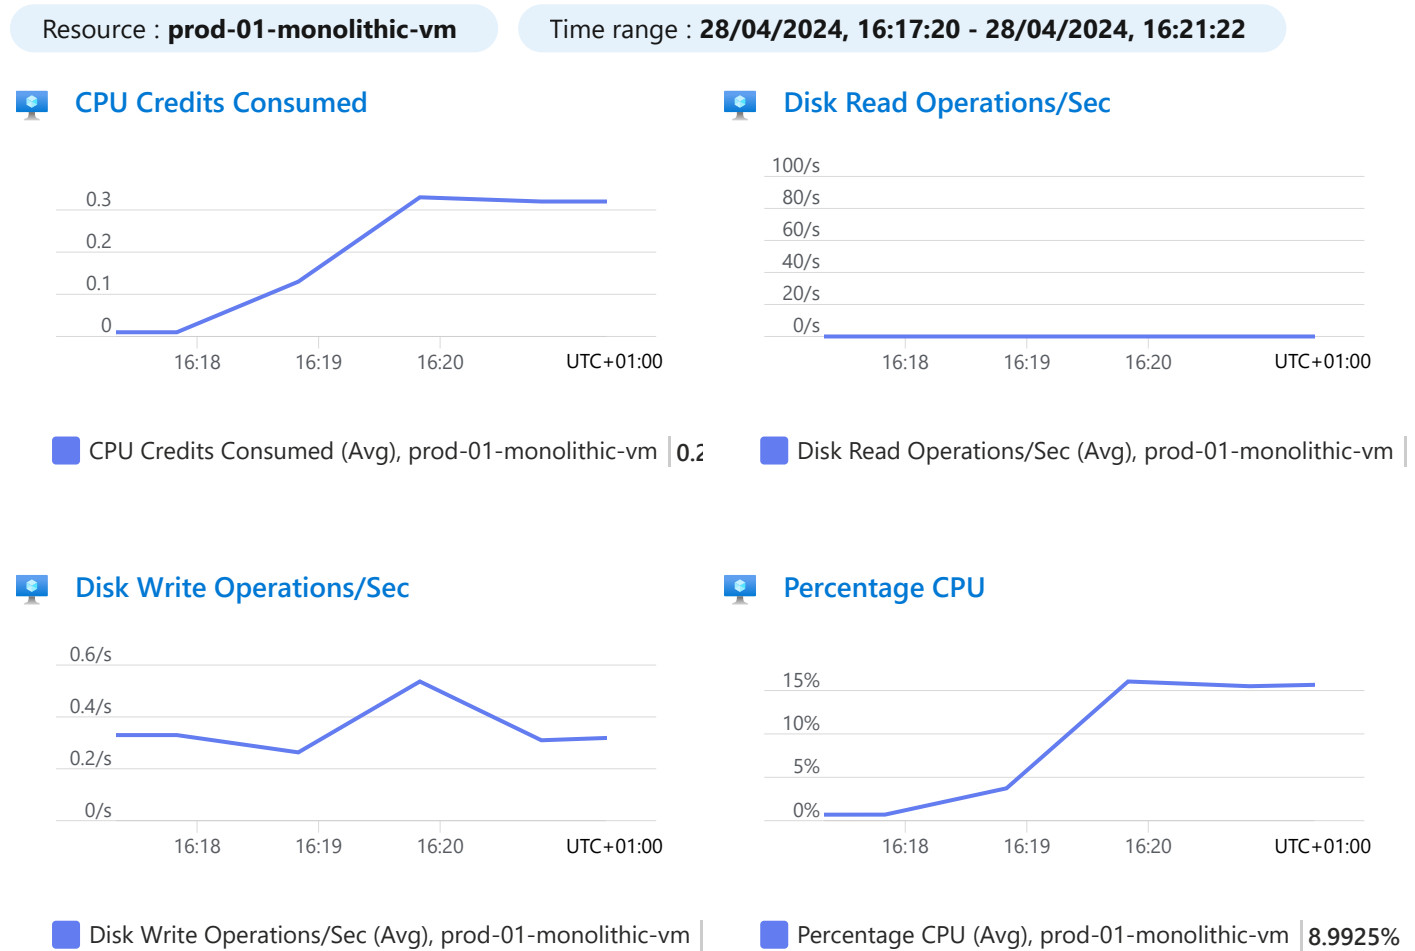 Resource : prod-01-monolithic-vm
Time range : 28/04/2024, 16:17:20 - 28/04/2024, 16:21:22
CPU Credits Consumed
0.3
0.2
0.1
0
16:18 16:19 16:20 UTC+01:00
CPU Credits Consumed (Avg), prod-01-monolithic-vm
Disk Read Operations/Sec
100/s
80/s
60/s
40/s
20/s
0/s
16:18 16:19 16:20 UTC+01:00
Disk Read Operations/Sec (Avg), prod-01-monolithic-vm
Disk Write Operations/Sec
0.6/s
0.4/s
0.2/s
0/s
16:18 16:19 16:20 UTC+01:00
Disk Write Operations/Sec (Avg), prod-01-monolithic-vm
Percentage CPU
15%
10%
5%
0%
16:18 16:19 16:20 UTC+01:00
Percentage CPU (Avg), prod-01-monolithic-vm 8.9925%